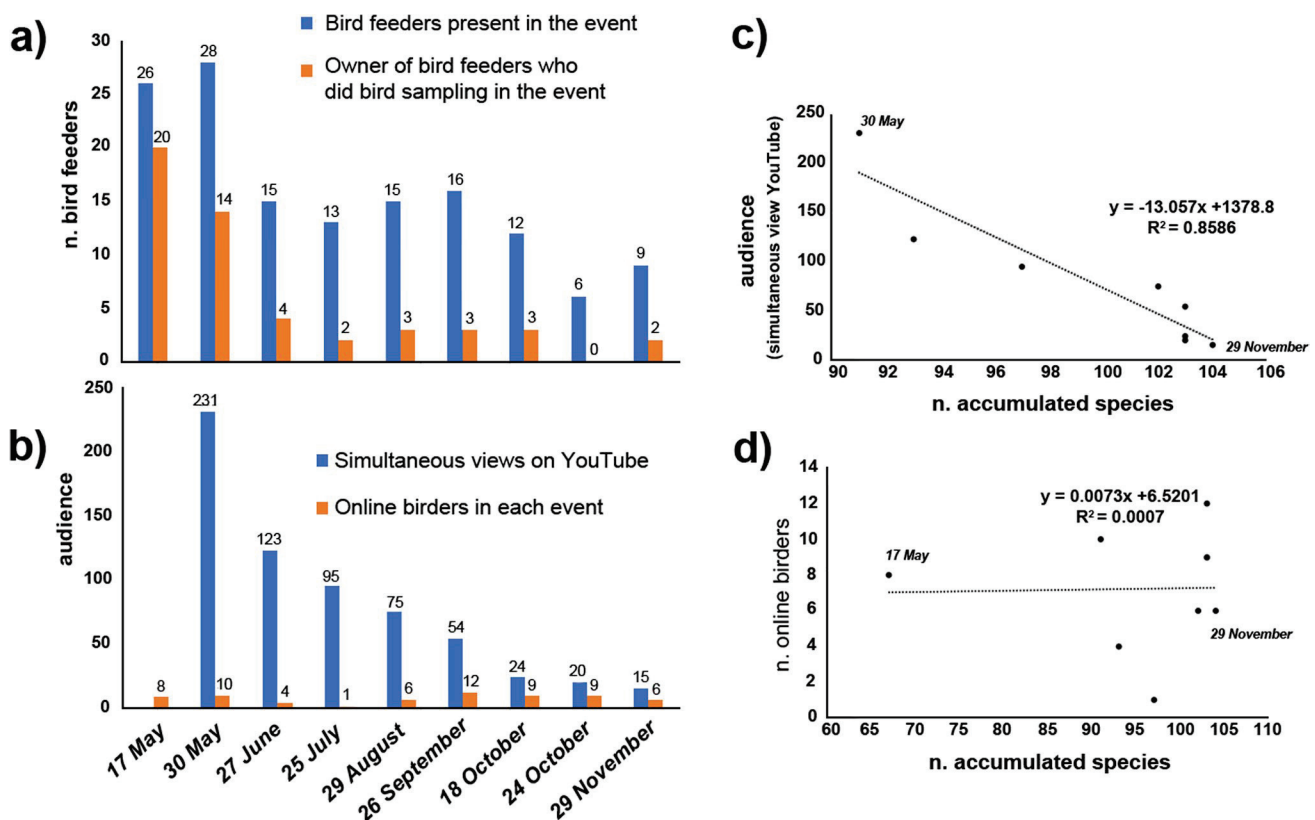 a)
Bird feeders present in the event
Owner of bird feeders who
did bird sampling in the event
n. bird feeders
30
25
20
15
10
5
0
26 20
28 14
15 4
13 2
15 3
16 3
12 3
6 0
9 2
b)
Simultaneous views on YouTube
Online birders in each event
audience
250
200
150
100
50
0
8
231 10
123 4
95 1
75 6
54 12
24 9
20 9
15 6
17 May
30 May
27 June
25 July
29 August
26 September
18 October
24 October
29 November
c)
audience
(simultaneous view YouTube)
250
200
150
100
50
0
30 May
y = -13.057x +1378.8
R² = 0.8586
29 November
90 92 94 96 98 100 102 104 106
n. accumulated species
d)
n. online birders
14
12
10
8
6
4
2
0
y = 0.0073x +6.5201
R² = 0.0007
17 May
29 November
60 65 70 75 80 85 90 95 100 105 110
n. accumulated species